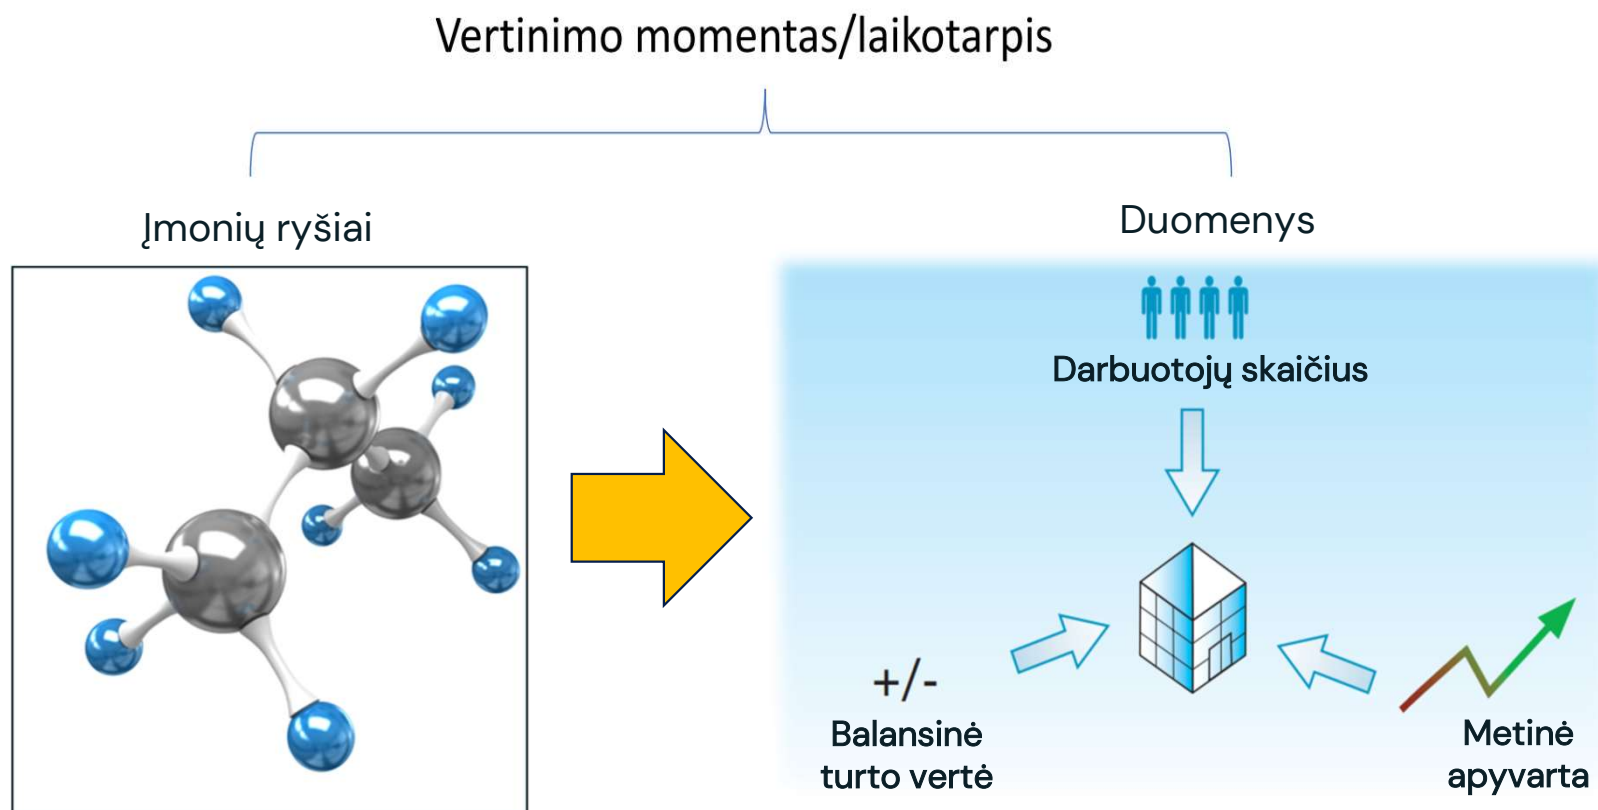 Vertinimo momentas/laikotarpis
Įmonių ryšiai
Duomenys
Darbuotojų skaičius
+/-
Balansinė
turto vertė
Metinė
apyvarta